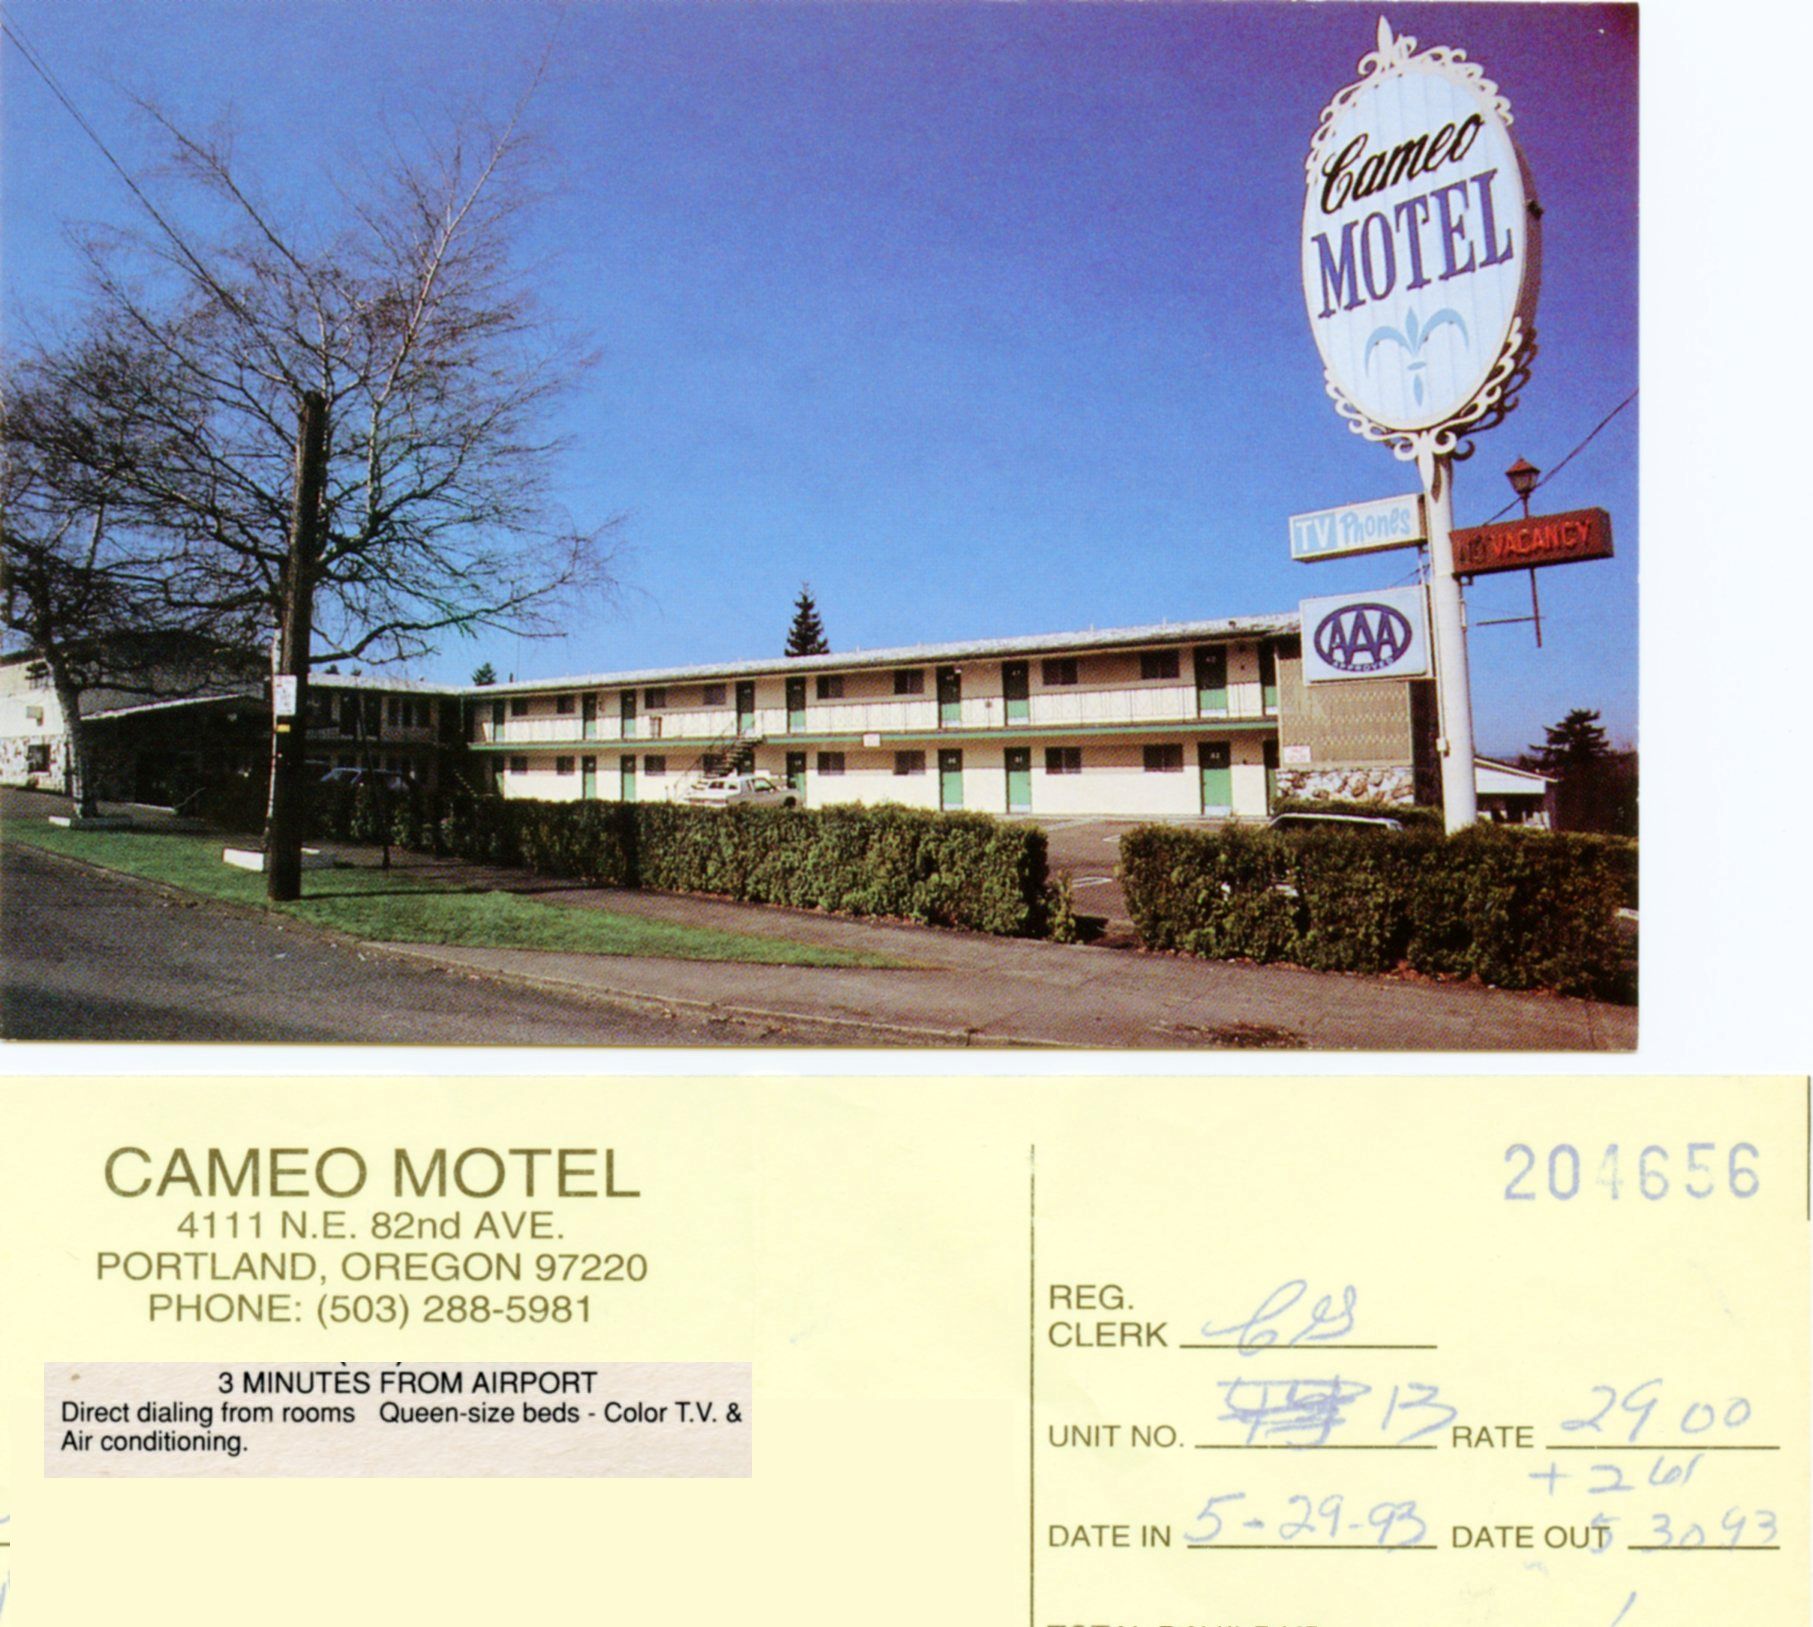 Cameo
MOTEL
TV Phones
NO VACANCY
AAA
APPROVED
CAMEO MOTEL
4111 N.E. 82nd AVE.
PORTLAND, OREGON 97220
PHONE: (503) 288-5981
3 MINUTES FROM AIRPORT
Direct dialing from rooms Queen-size beds - Color T.V. &
Air conditioning.
204656
REG.
CLERK CS
UNIT NO. 13 RATE 29 00
+ 2 61
DATE IN 5-29-93 DATE OUT 5 30 93